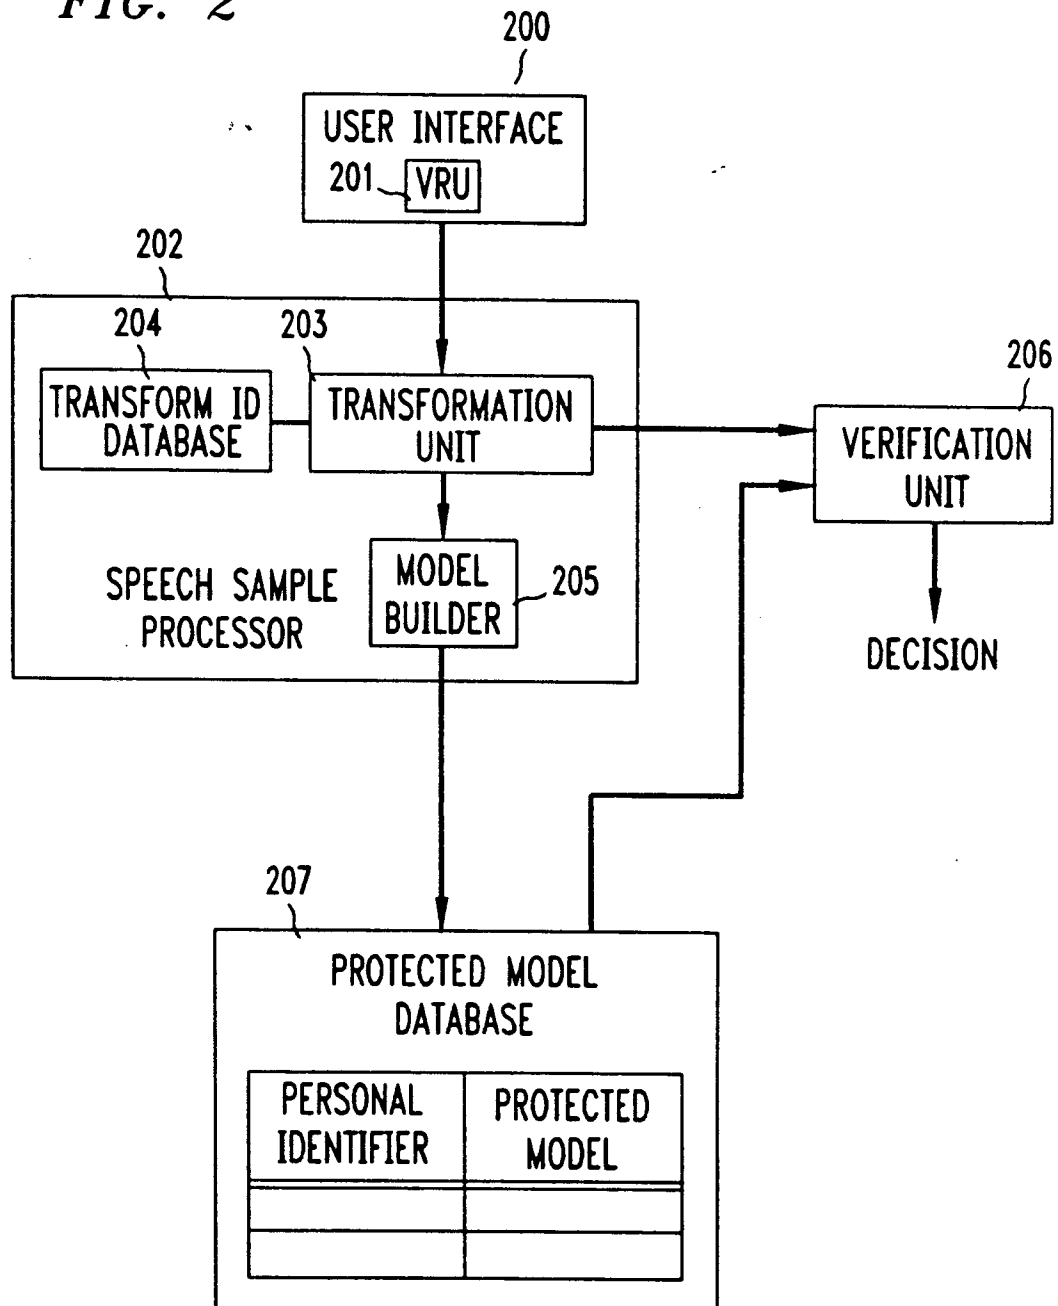 FIG. 2
200
USER INTERFACE
201
VRU
202
204
203
206
TRANSFORM ID
DATABASE
TRANSFORMATION
UNIT
VERIFICATION
UNIT
MODEL
BUILDER
205
SPEECH SAMPLE
PROCESSOR
DECISION
207
PROTECTED MODEL
DATABASE
PERSONAL
IDENTIFIER
PROTECTED
MODEL